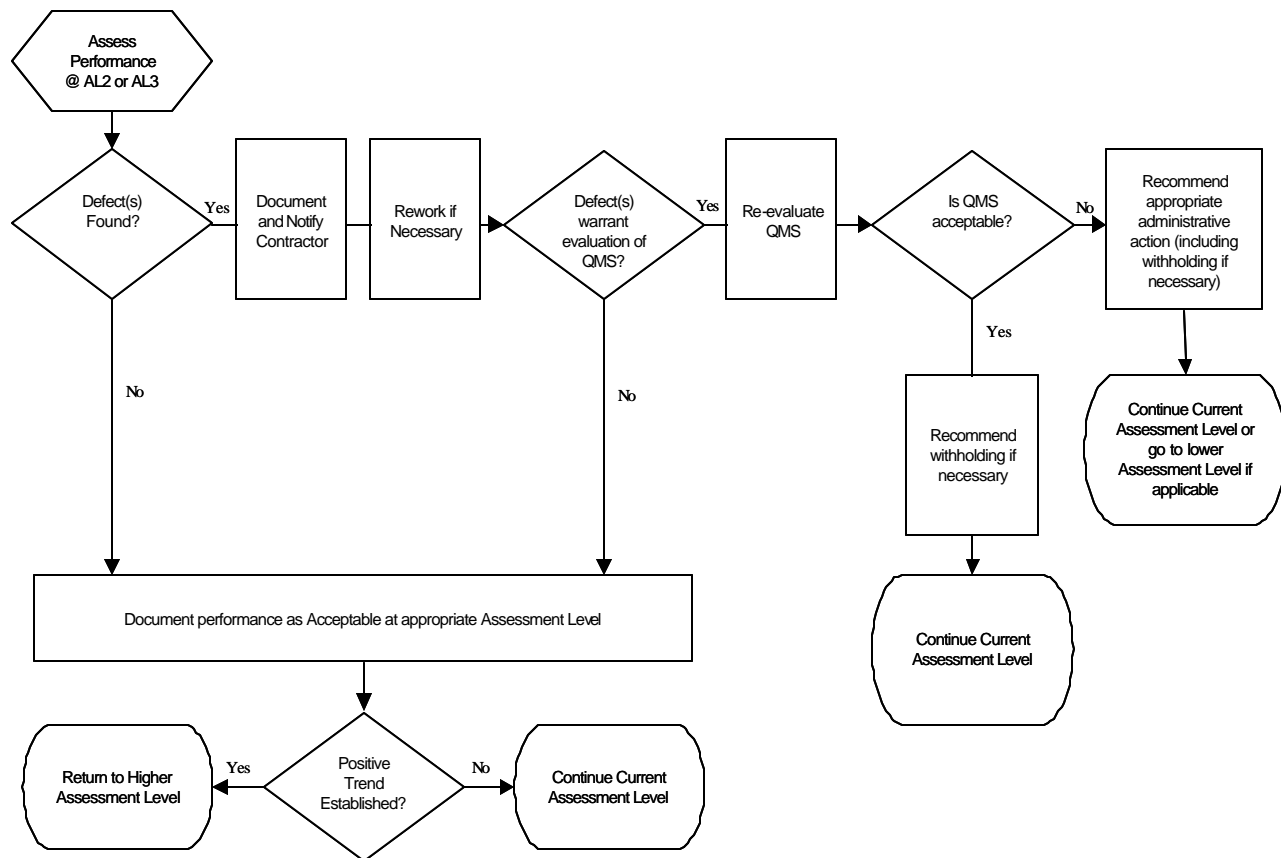 Assess
Performance
@ AL2 or AL3
Defect(s)
Found?
Yes
Document
and Notify
Contractor
Rework if
Necessary
Defect(s)
warrant
evaluation of
QMS?
Yes
Re-evaluate
QMS
Is QMS
acceptable?
No
Recommend
appropriate
administrative
action (including
withholding if
necessary)
Yes
No
No
Recommend
withholding if
necessary
Continue Current
Assessment Level or
go to lower
Assessment Level if
applicable
Document performance as Acceptable at appropriate Assessment Level
Continue Current
Assessment Level
Return to Higher
Assessment Level
Yes
Positive
Trend
Established?
No
Continue Current
Assessment Level